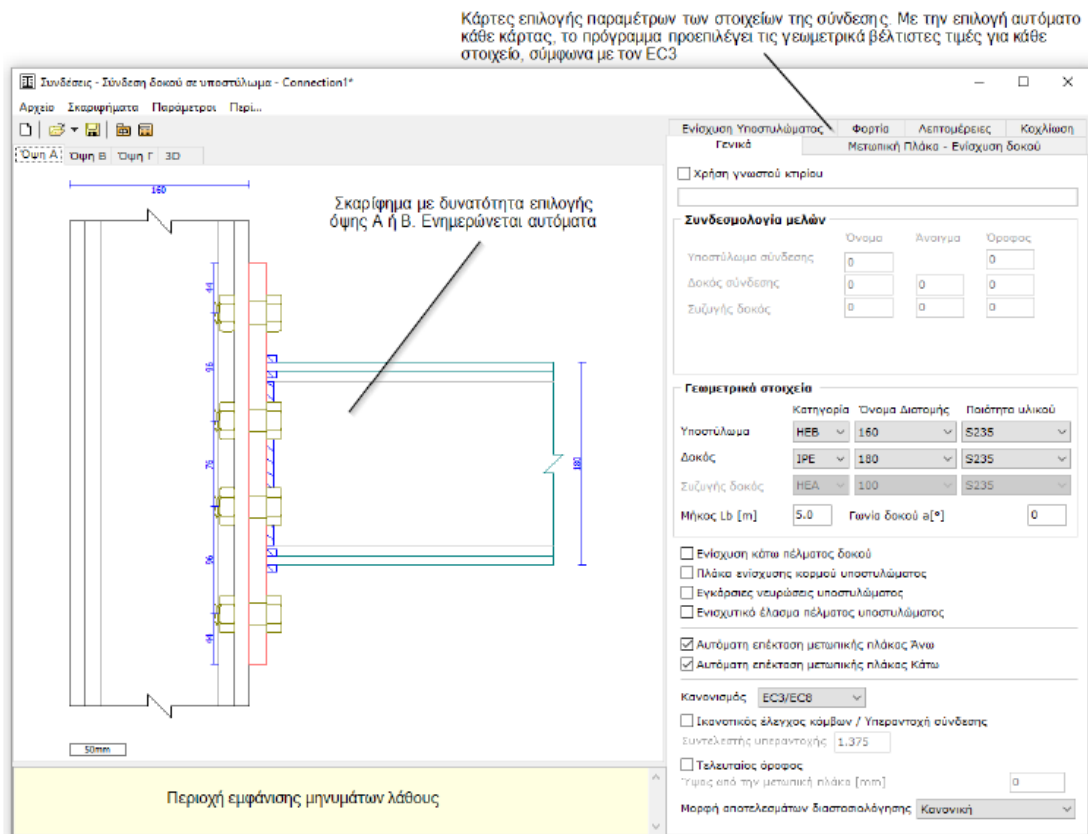 Κάρτες επιλογής παραμέτρων των στοιχείων της σύνδεσης. Με την επιλογή αυτόματο
κάθε κάρτας, το πρόγραμμα προεπιλέγει τις γεωμετρικά βέλτιστες τιμές για κάθε
στοιχείο, σύμφωνα με τον EC3
Συνδέσεις - Σύνδεση δοκού σε υποστύλωμα - Connection1*
Αρχείο Σκαριφήματα Παράμετροι Περί...
Ενίσχυση Υποστυλώματος Φορτία Λεπτομέρειες Κοχλίωση
Γενικά Μετωπική Πλάκα - Ενίσχυση δοκού
Όψη Α Όψη Β Όψη Γ 3D
160
Σκαρίφημα με δυνατότητα επιλογής
όψης Α ή Β. Ενημερώνεται αυτόματα
44
96
76
96
44
180
50mm
Περιοχή εμφάνισης μηνυμάτων λάθους
Χρήση γνωστού κτιρίου
Συνδεσμολογία μελών
Όνομα Άνοιγμα Όροφος
Υποστύλωμα σύνδεσης 0 0
Δοκός σύνδεσης 0 0 0
Συζυγής δοκός 0 0 0
Γεωμετρικά στοιχεία
Κατηγορία Όνομα Διατομής Ποιότητα υλικού
Υποστύλωμα HEB 160 S235
Δοκός IPE 180 S235
Συζυγής δοκός HEA 100 S235
Μήκος Lb [m] 5.0 Γωνία δοκού a[°] 0
Ενίσχυση κάτω πέλματος δοκού
Πλάκα ενίσχυσης κορμού υποστυλώματος
Εγκάρσιες νευρώσεις υποστυλώματος
Ενισχυτικό έλασμα πέλματος υποστυλώματος
Αυτόματη επέκταση μετωπικής πλάκας Άνω
Αυτόματη επέκταση μετωπικής πλάκας Κάτω
Κανονισμός EC3/EC8
Ικανοτικός έλεγχος κόμβων / Υπεραντοχή σύνδεσης
Συντελεστής υπεραντοχής 1.375
Τελευταίος όροφος
Ύψος από την μετωπική πλάκα [mm] 0
Μορφή αποτελεσμάτων διαστασιολόγησης Κανονική